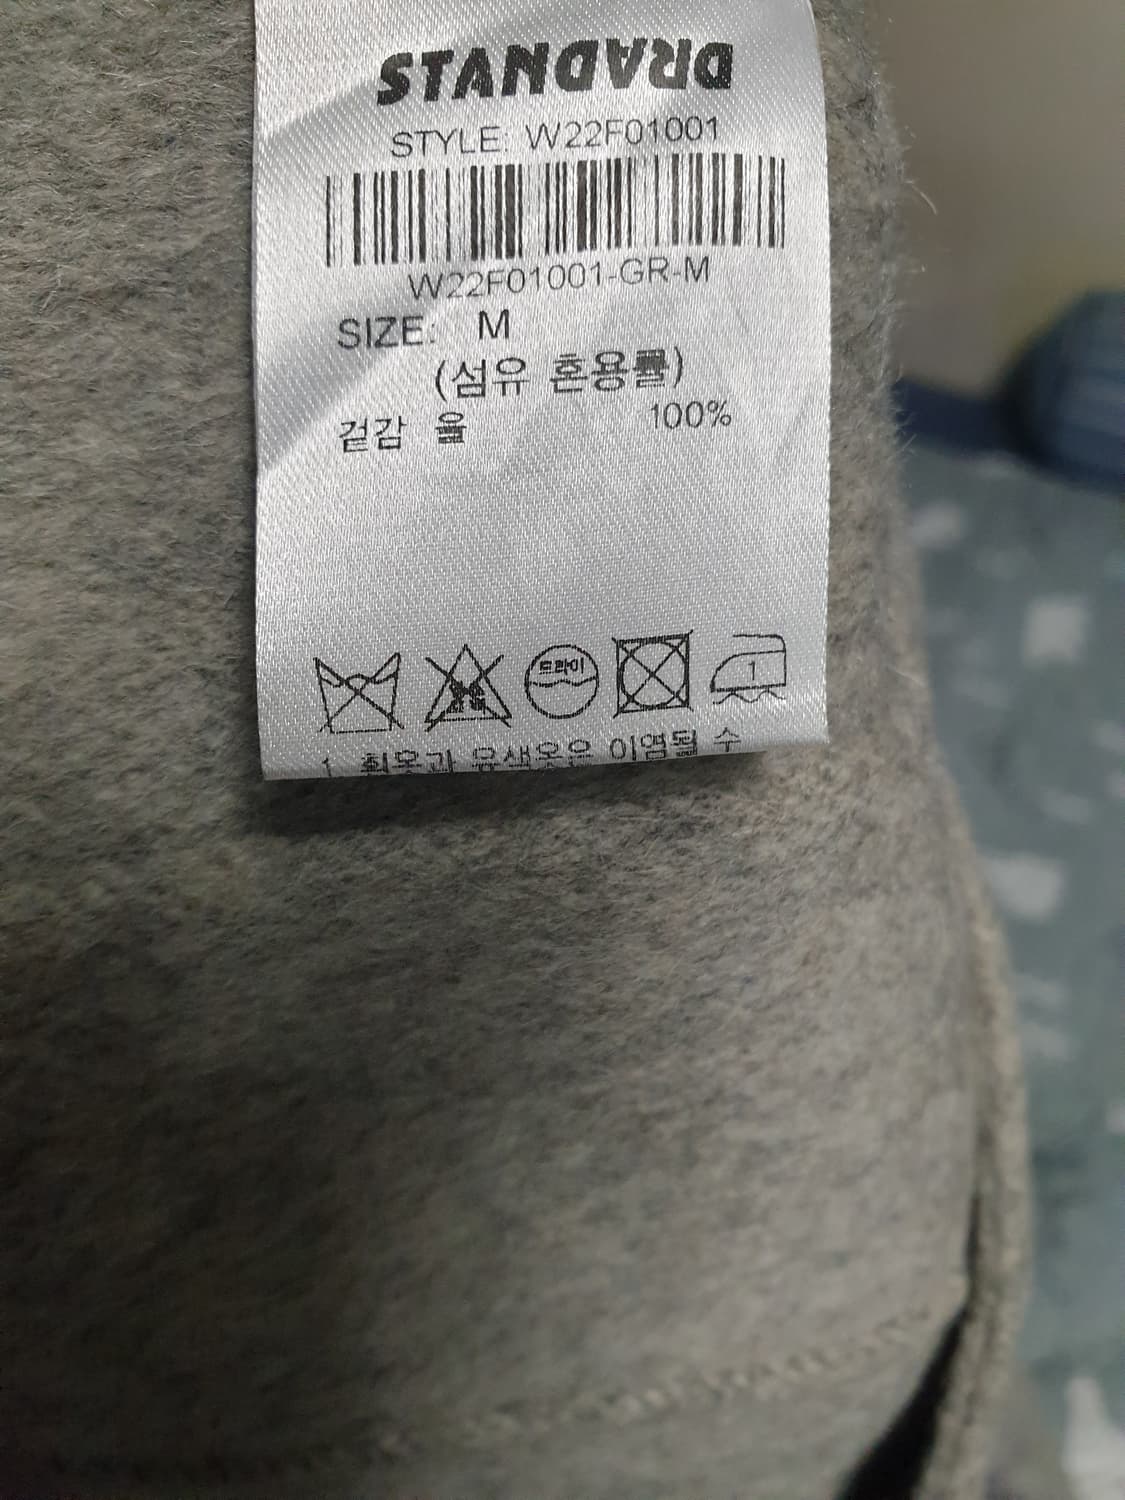 STANDARD
STYLE: W22F01001
W22F01001-GR-M
SIZE: M
(섬유 혼용률)
겉감 울 100%
드라이
1
1 흰옷과 유색옷은 이염될 수